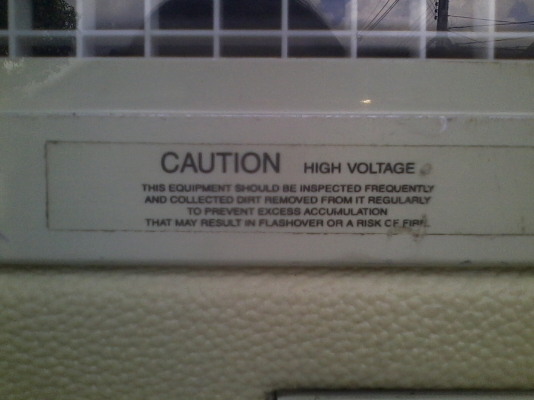 CAUTION HIGH VOLTAGE
THIS EQUIPMENT SHOULD BE INSPECTED FREQUENTLY
AND COLLECTED DIRT REMOVED FROM IT REGULARLY
TO PREVENT EXCESS ACCUMULATION
THAT MAY RESULT IN FLASHOVER OR A RISK OF FIRE.